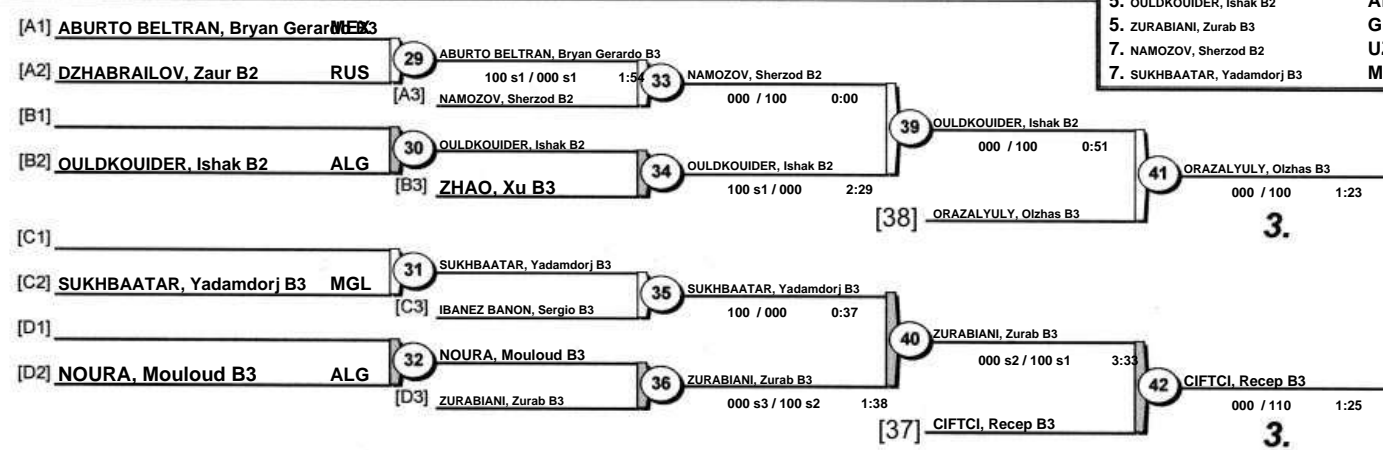 5. OULDKOUIDER, Ishak B2
5. ZURABIANI, Zurab B3 G
7. NAMOZOV, Sherzod B2
7. SUKHBAATAR, Yadamdorj B3 M
[A1] ABURTO BELTRAN, Bryan Gerardo B3 MEX
[A2] DZHABRAILOV, Zaur B2 RUS
29
ABURTO BELTRAN, Bryan Gerardo B3
100 s1 / 000 s1 1:54
[A3] NAMOZOV, Sherzod B2
33
NAMOZOV, Sherzod B2
000 / 100 0:00
[B1]
[B2] OULDKOUIDER, Ishak B2 ALG
30
OULDKOUIDER, Ishak B2
[B3] ZHAO, Xu B3
34
OULDKOUIDER, Ishak B2
100 s1 / 000 2:29
39
OULDKOUIDER, Ishak B2
000 / 100 0:51
[38] ORAZALYULY, Olzhas B3
41
ORAZALYULY, Olzhas B3
000 / 100 1:23
3.
[C1]
[C2] SUKHBAATAR, Yadamdorj B3 MGL
31
SUKHBAATAR, Yadamdorj B3
[C3] IBANEZ BANON, Sergio B3
35
SUKHBAATAR, Yadamdorj B3
100 / 000 0:37
[D1]
[D2] NOURA, Mouloud B3 ALG
32
NOURA, Mouloud B3
[D3] ZURABIANI, Zurab B3
36
ZURABIANI, Zurab B3
000 s3 / 100 s2 1:38
40
ZURABIANI, Zurab B3
000 s2 / 100 s1 3:33
[37] CIFTCI, Recep B3
42
CIFTCI, Recep B3
000 / 110 1:25
3.